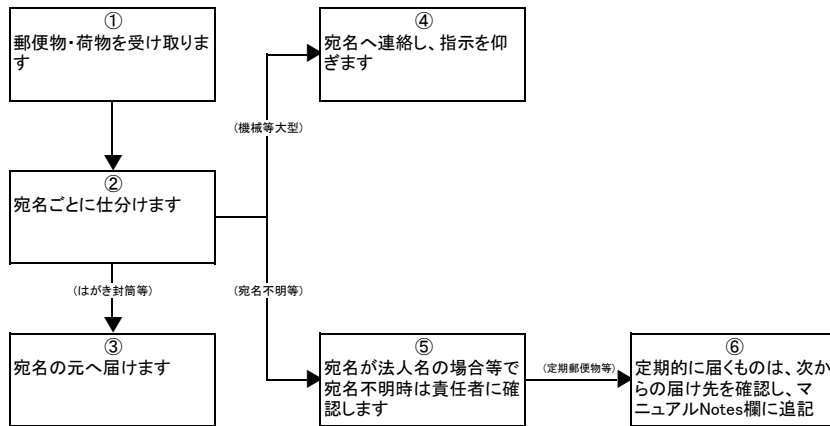 ①
郵便物・荷物を受け取りま
す
④
宛名へ連絡し、指示を仰
ぎます
(機械等大型)
②
宛名ごとに仕分けます
(はがき封筒等)
(宛名不明等)
③
宛名の元へ届けます
⑤
宛名が法人名の場合等で
宛名不明時は責任者に確
認します
(定期郵便物等)
⑥
定期的に届くものは、次か
らの届け先を確認し、マ
ニュアルNotes欄に追記